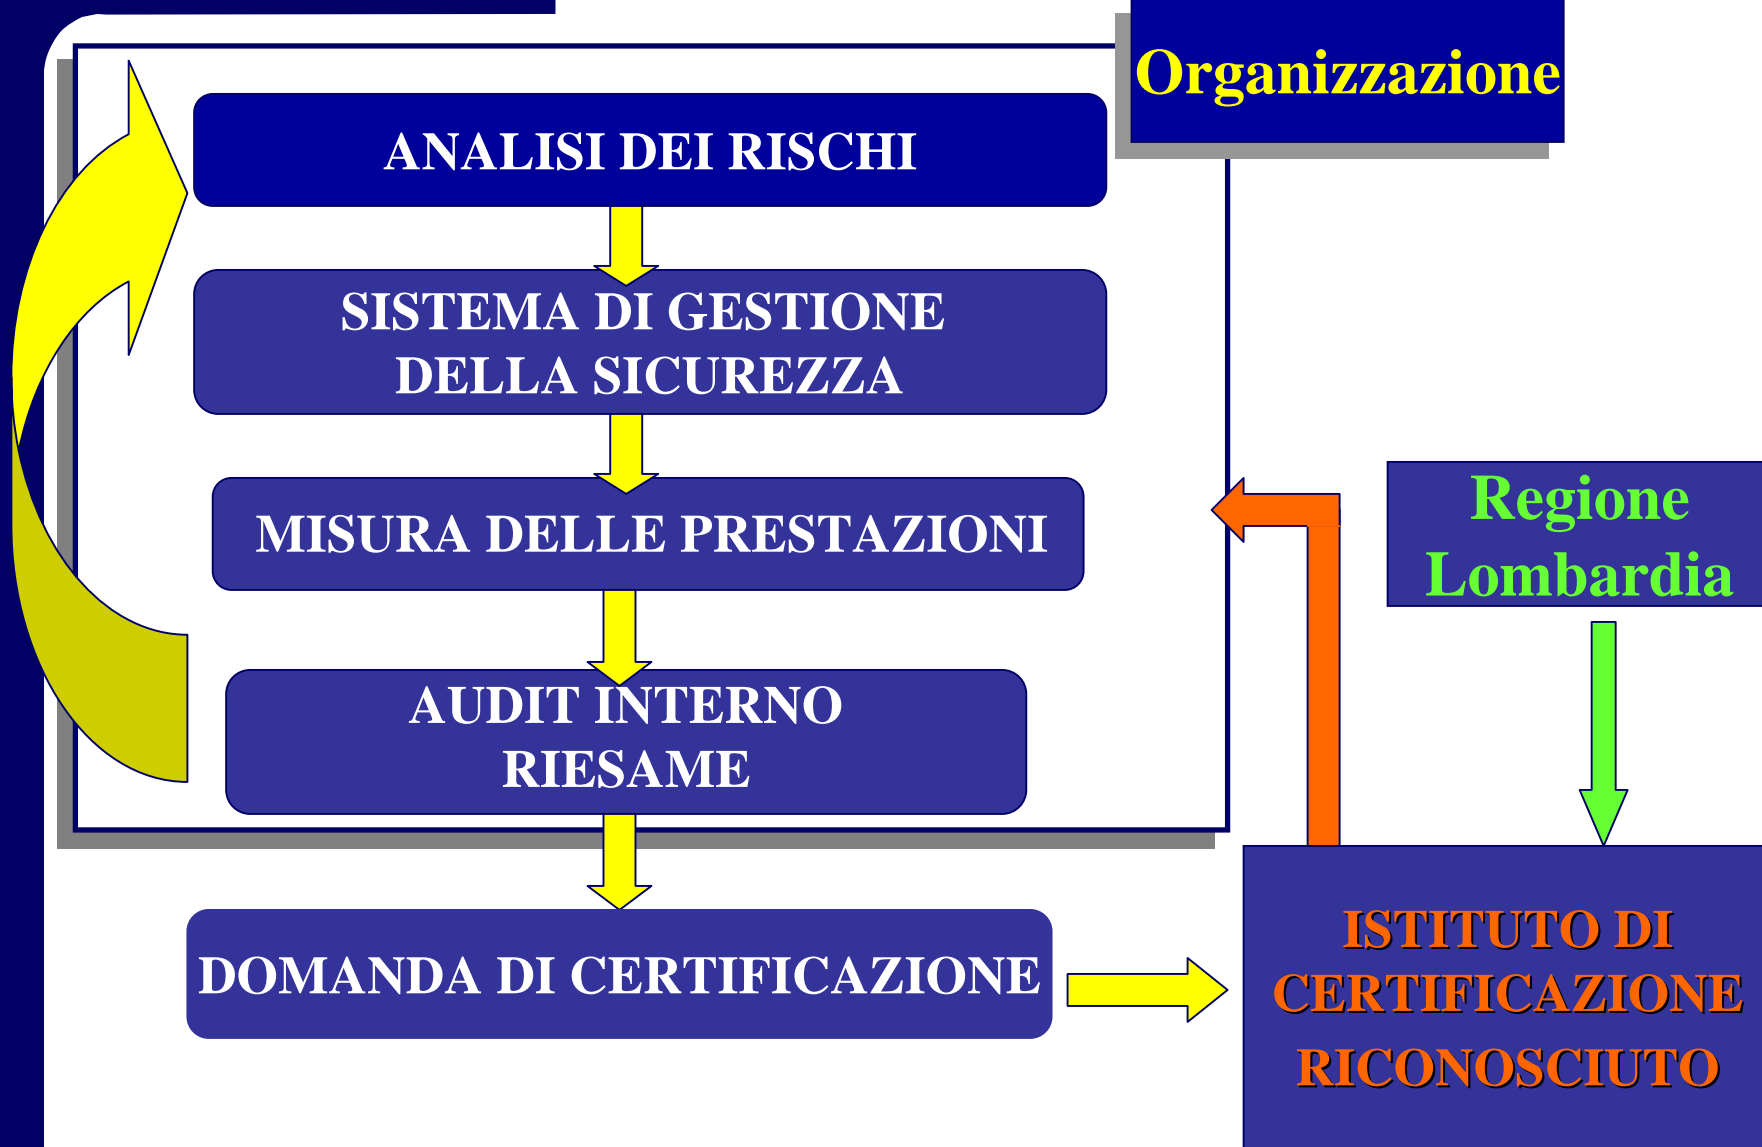 Organizzazione
ANALISI DEI RISCHI
SISTEMA DI GESTIONE
DELLA SICUREZZA
MISURA DELLE PRESTAZIONI
Regione
Lombardia
AUDIT INTERNO
RIESAME
DOMANDA DI CERTIFICAZIONE
ISTITUTO DI
CERTIFICAZIONE
RICONOSCIUTO